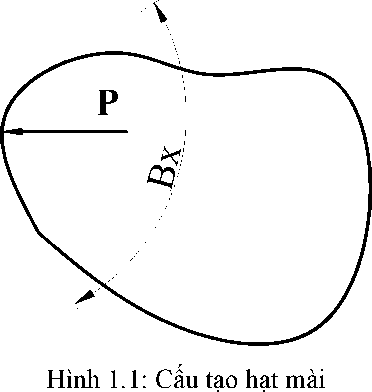 P
Bx
Hình 1.1: Cấu tạo hạt mài